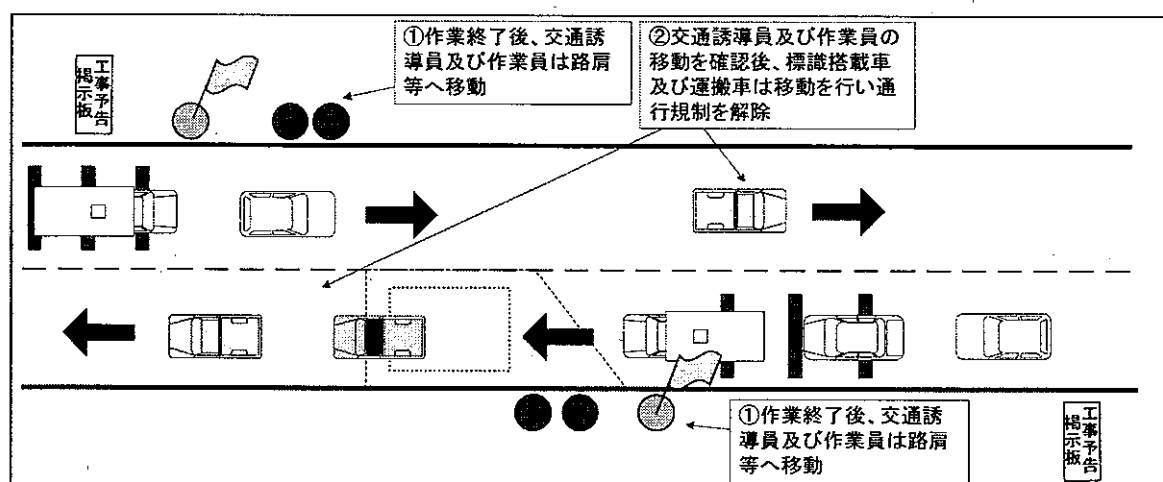 工事予告
掲示板
①作業終了後、交通誘
導員及び作業員は路肩
等へ移動
②交通誘導員及び作業員の
移動を確認後、標識搭載車
及び運搬車は移動を行い通
行規制を解除
①作業終了後、交通誘
導員及び作業員は路肩
等へ移動
工事予告
掲示板